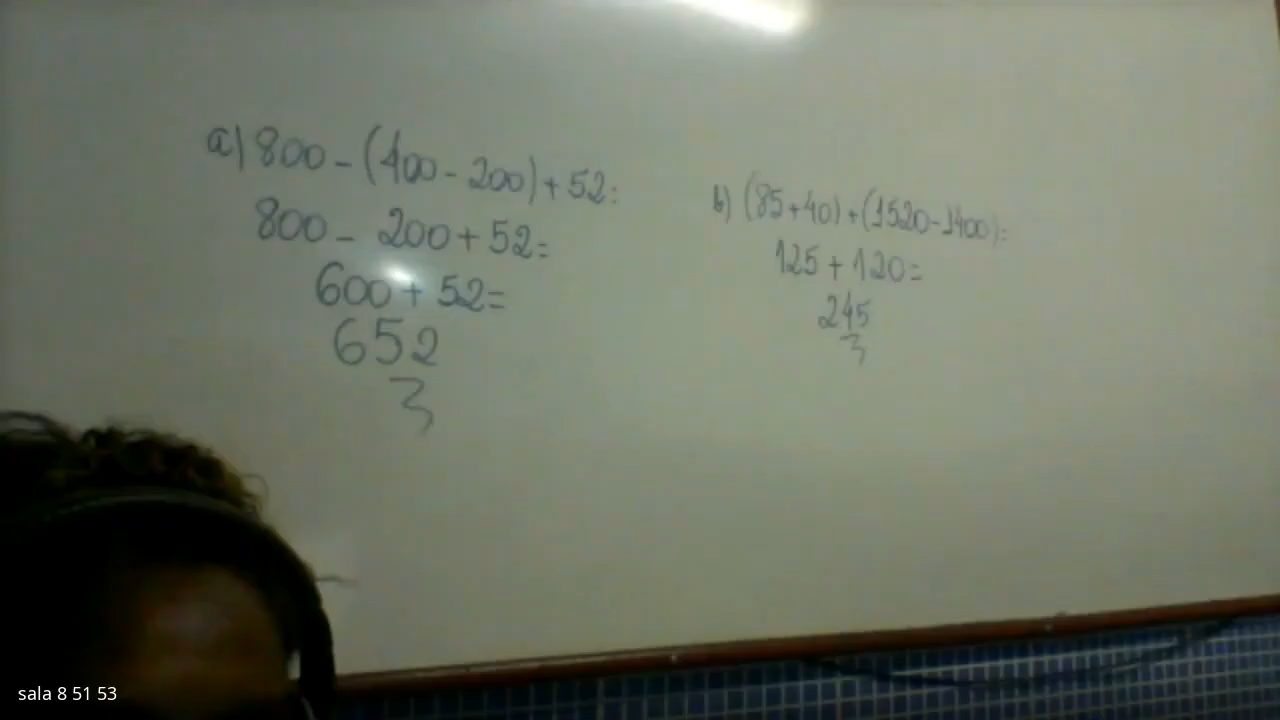 a) 800 - (400 - 200) + 52:
800 - 200 + 52 =
600 + 52 =
652
b) (85 + 40) + (1520 - 1400) =
125 + 120 =
245
sala 8 51 53